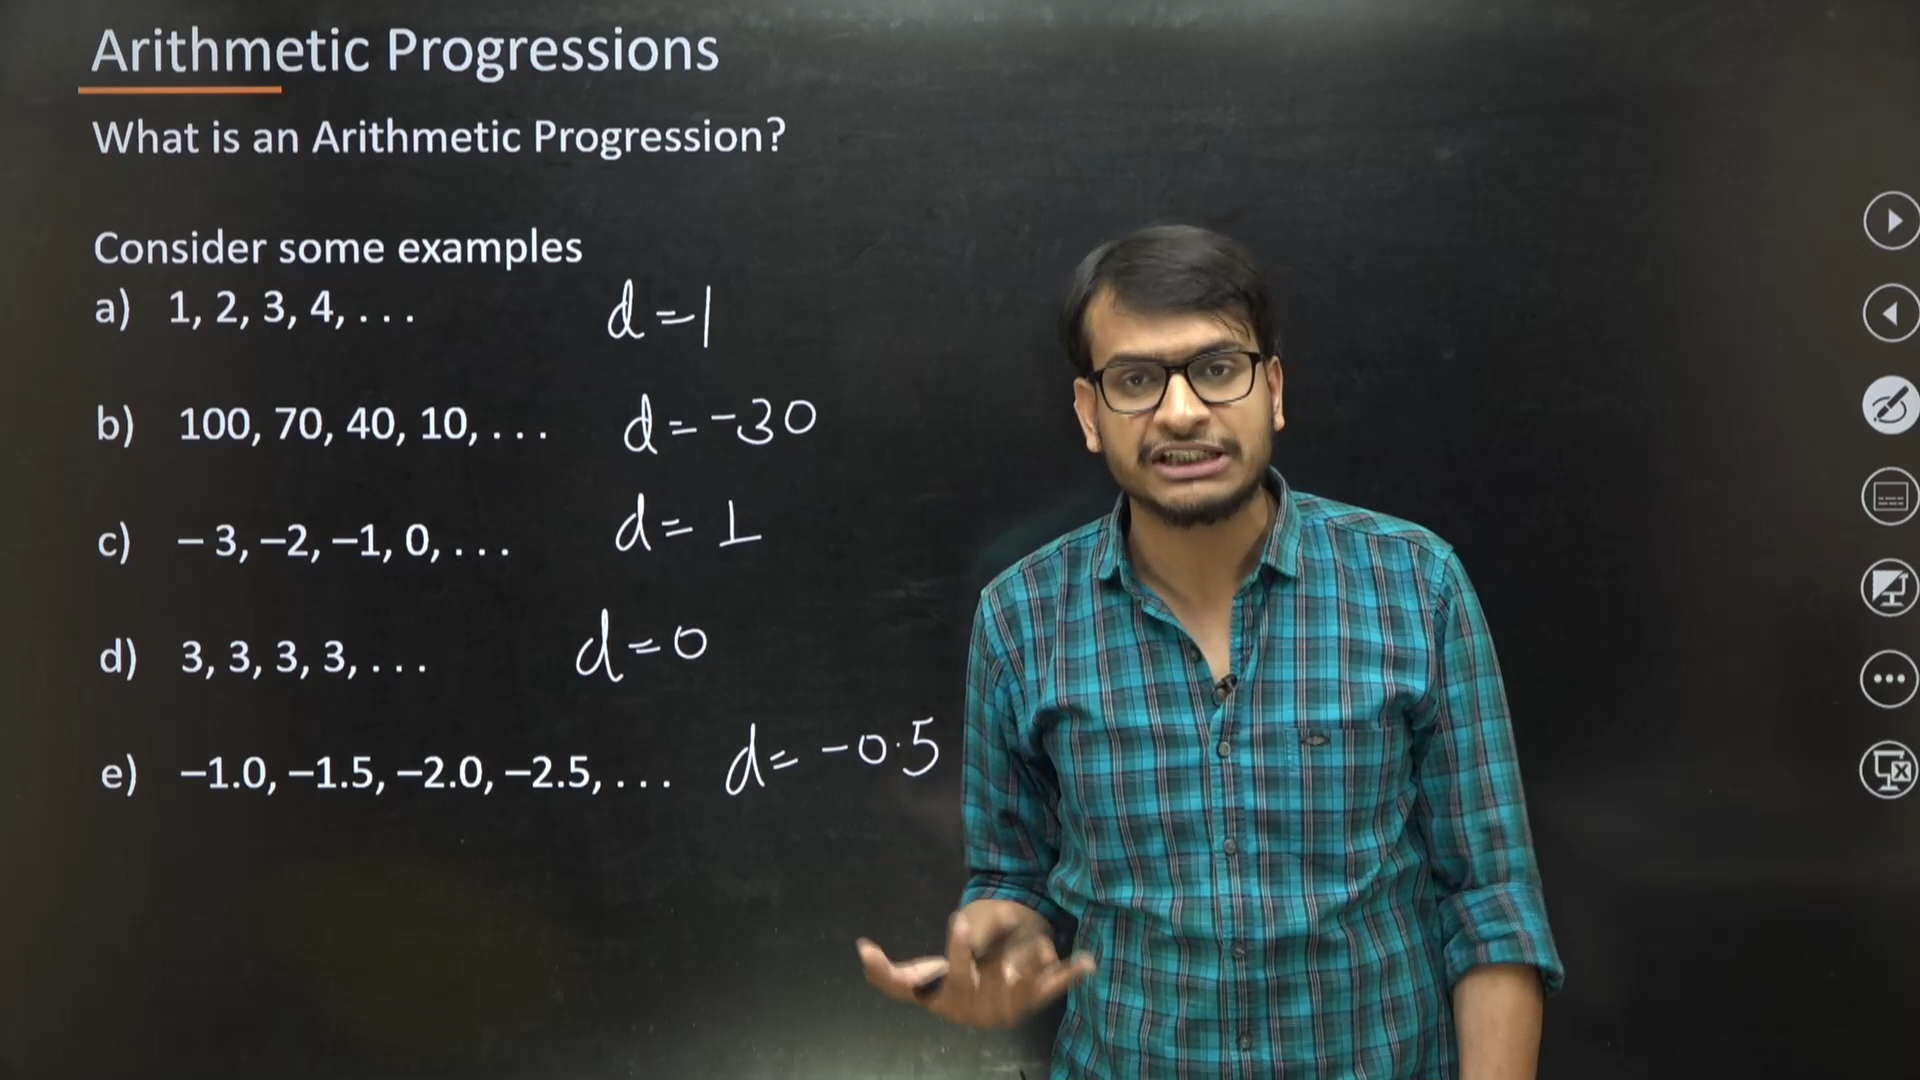 Arithmetic Progressions
What is an Arithmetic Progression?
Consider some examples
a) 1, 2, 3, 4, . . . d = 1
b) 100, 70, 40, 10, . . . d = -30
c) – 3, –2, –1, 0, . . . d = 1
d) 3, 3, 3, 3, . . . d = 0
e) –1.0, –1.5, –2.0, –2.5, . . . d = -0.5